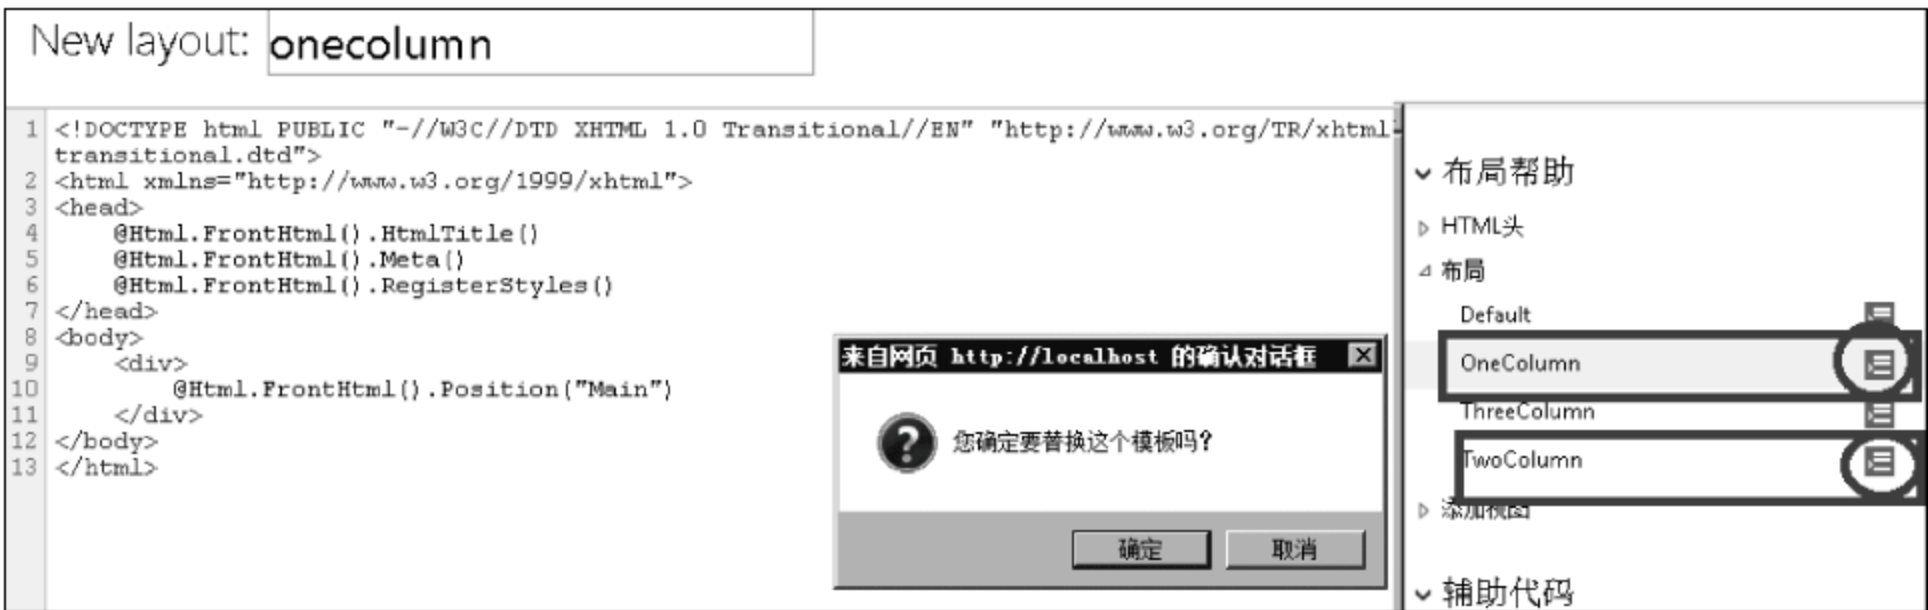 New layout: onecolumn
1 <!DOCTYPE html PUBLIC "-//W3C//DTD XHTML 1.0 Transitional//EN" "http://www.w3.org/TR/xhtml-
transitional.dtd">
2 <html xmlns="http://www.w3.org/1999/xhtml">
3 <head>
4 @Html.FrontHtml().HtmlTitle()
5 @Html.FrontHtml().Meta()
6 @Html.FrontHtml().RegisterStyles()
7 </head>
8 <body>
9 <div>
10 @Html.FrontHtml().Position("Main")
11 </div>
12 </body>
13 </html>
来自网页 http://localhost 的确认对话框
您确定要替换这个模板吗?
确定
取消
布局帮助
HTML头
布局
Default
OneColumn
ThreeColumn
TwoColumn
添加视图
辅助代码